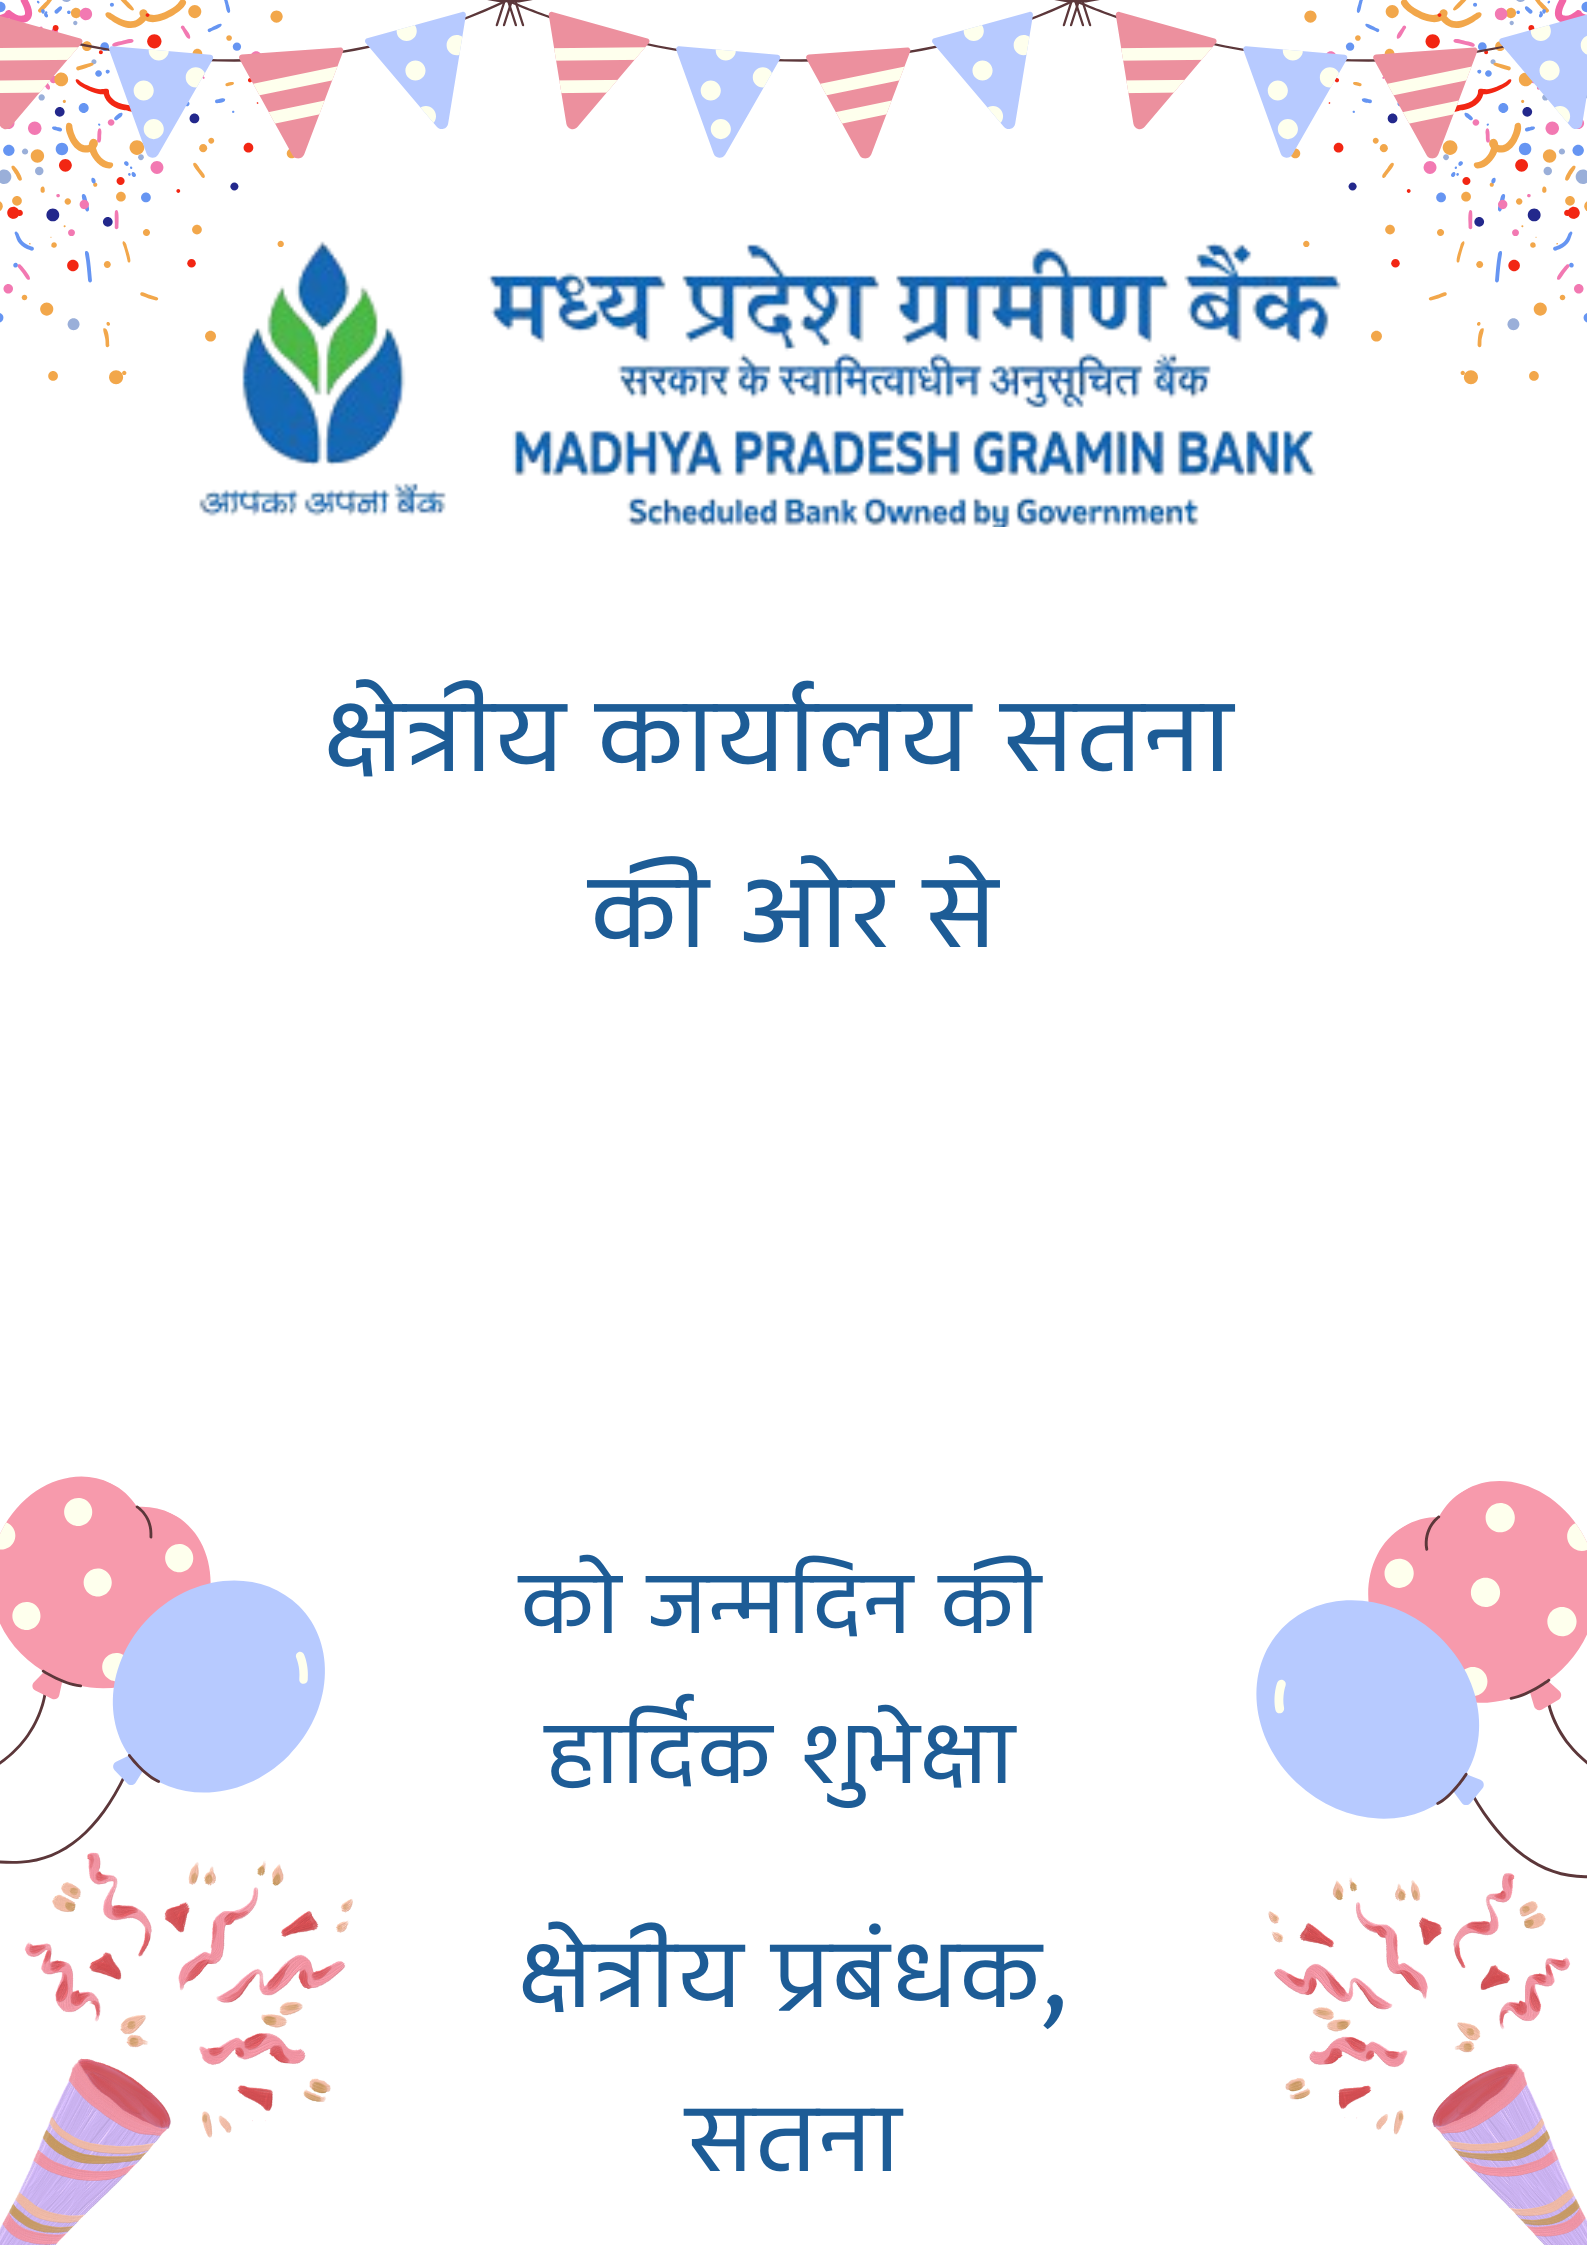 मध्य प्रदेश ग्रामीण बैंक
सरकार के स्वामित्वाधीन अनुसूचित बैंक
MADHYA PRADESH GRAMIN BANK
Scheduled Bank Owned by Government
आपका अपना बैंक
क्षेत्रीय कार्यालय सतना
की ओर से
को जन्मदिन की
हार्दिक शुभेक्षा
क्षेत्रीय प्रबंधक,
सतना